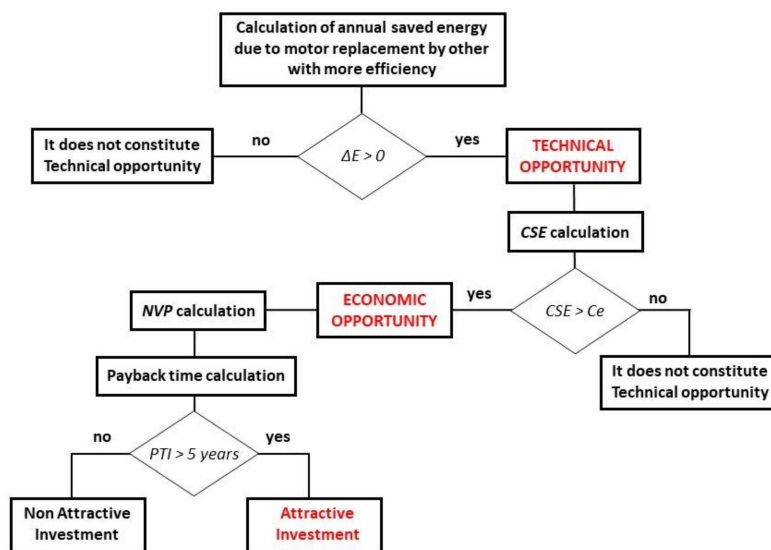 Calculation of annual saved energy
due to motor replacement by other
with more efficiency
It does not constitute
Technical opportunity
no
ΔE > 0
yes
TECHNICAL
OPPORTUNITY
CSE calculation
NVP calculation
ECONOMIC
OPPORTUNITY
yes
CSE > Ce
no
Payback time calculation
It does not constitute
Technical opportunity
no
PTI > 5 years
yes
Non Attractive
Investment
Attractive
Investment